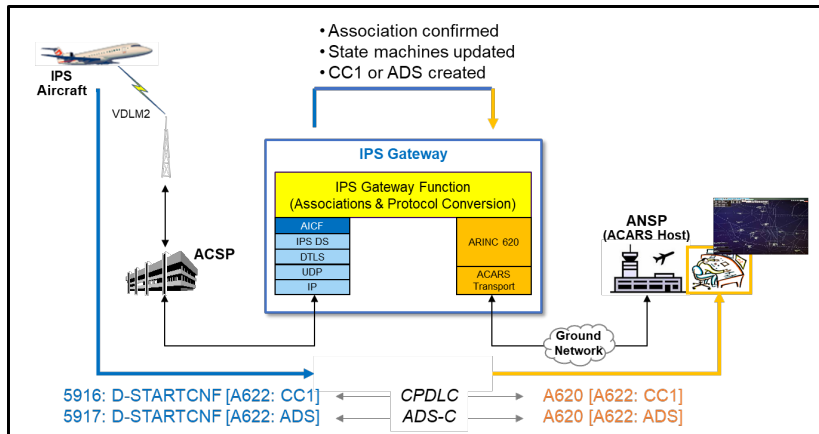 • Association confirmed
• State machines updated
• CC1 or ADS created
IPS
Aircraft
VDLM2
IPS Gateway
IPS Gateway Function
(Associations & Protocol Conversion)
AICF
IPS DS
DTLS
UDP
IP
ARINC 620
ACARS
Transport
ACSP
ANSP
(ACARS Host)
Ground
Network
5916: D-STARTCNF [A622: CC1]
CPDLC
A620 [A622: CC1]
5917: D-STARTCNF [A622: ADS]
ADS-C
A620 [A622: ADS]